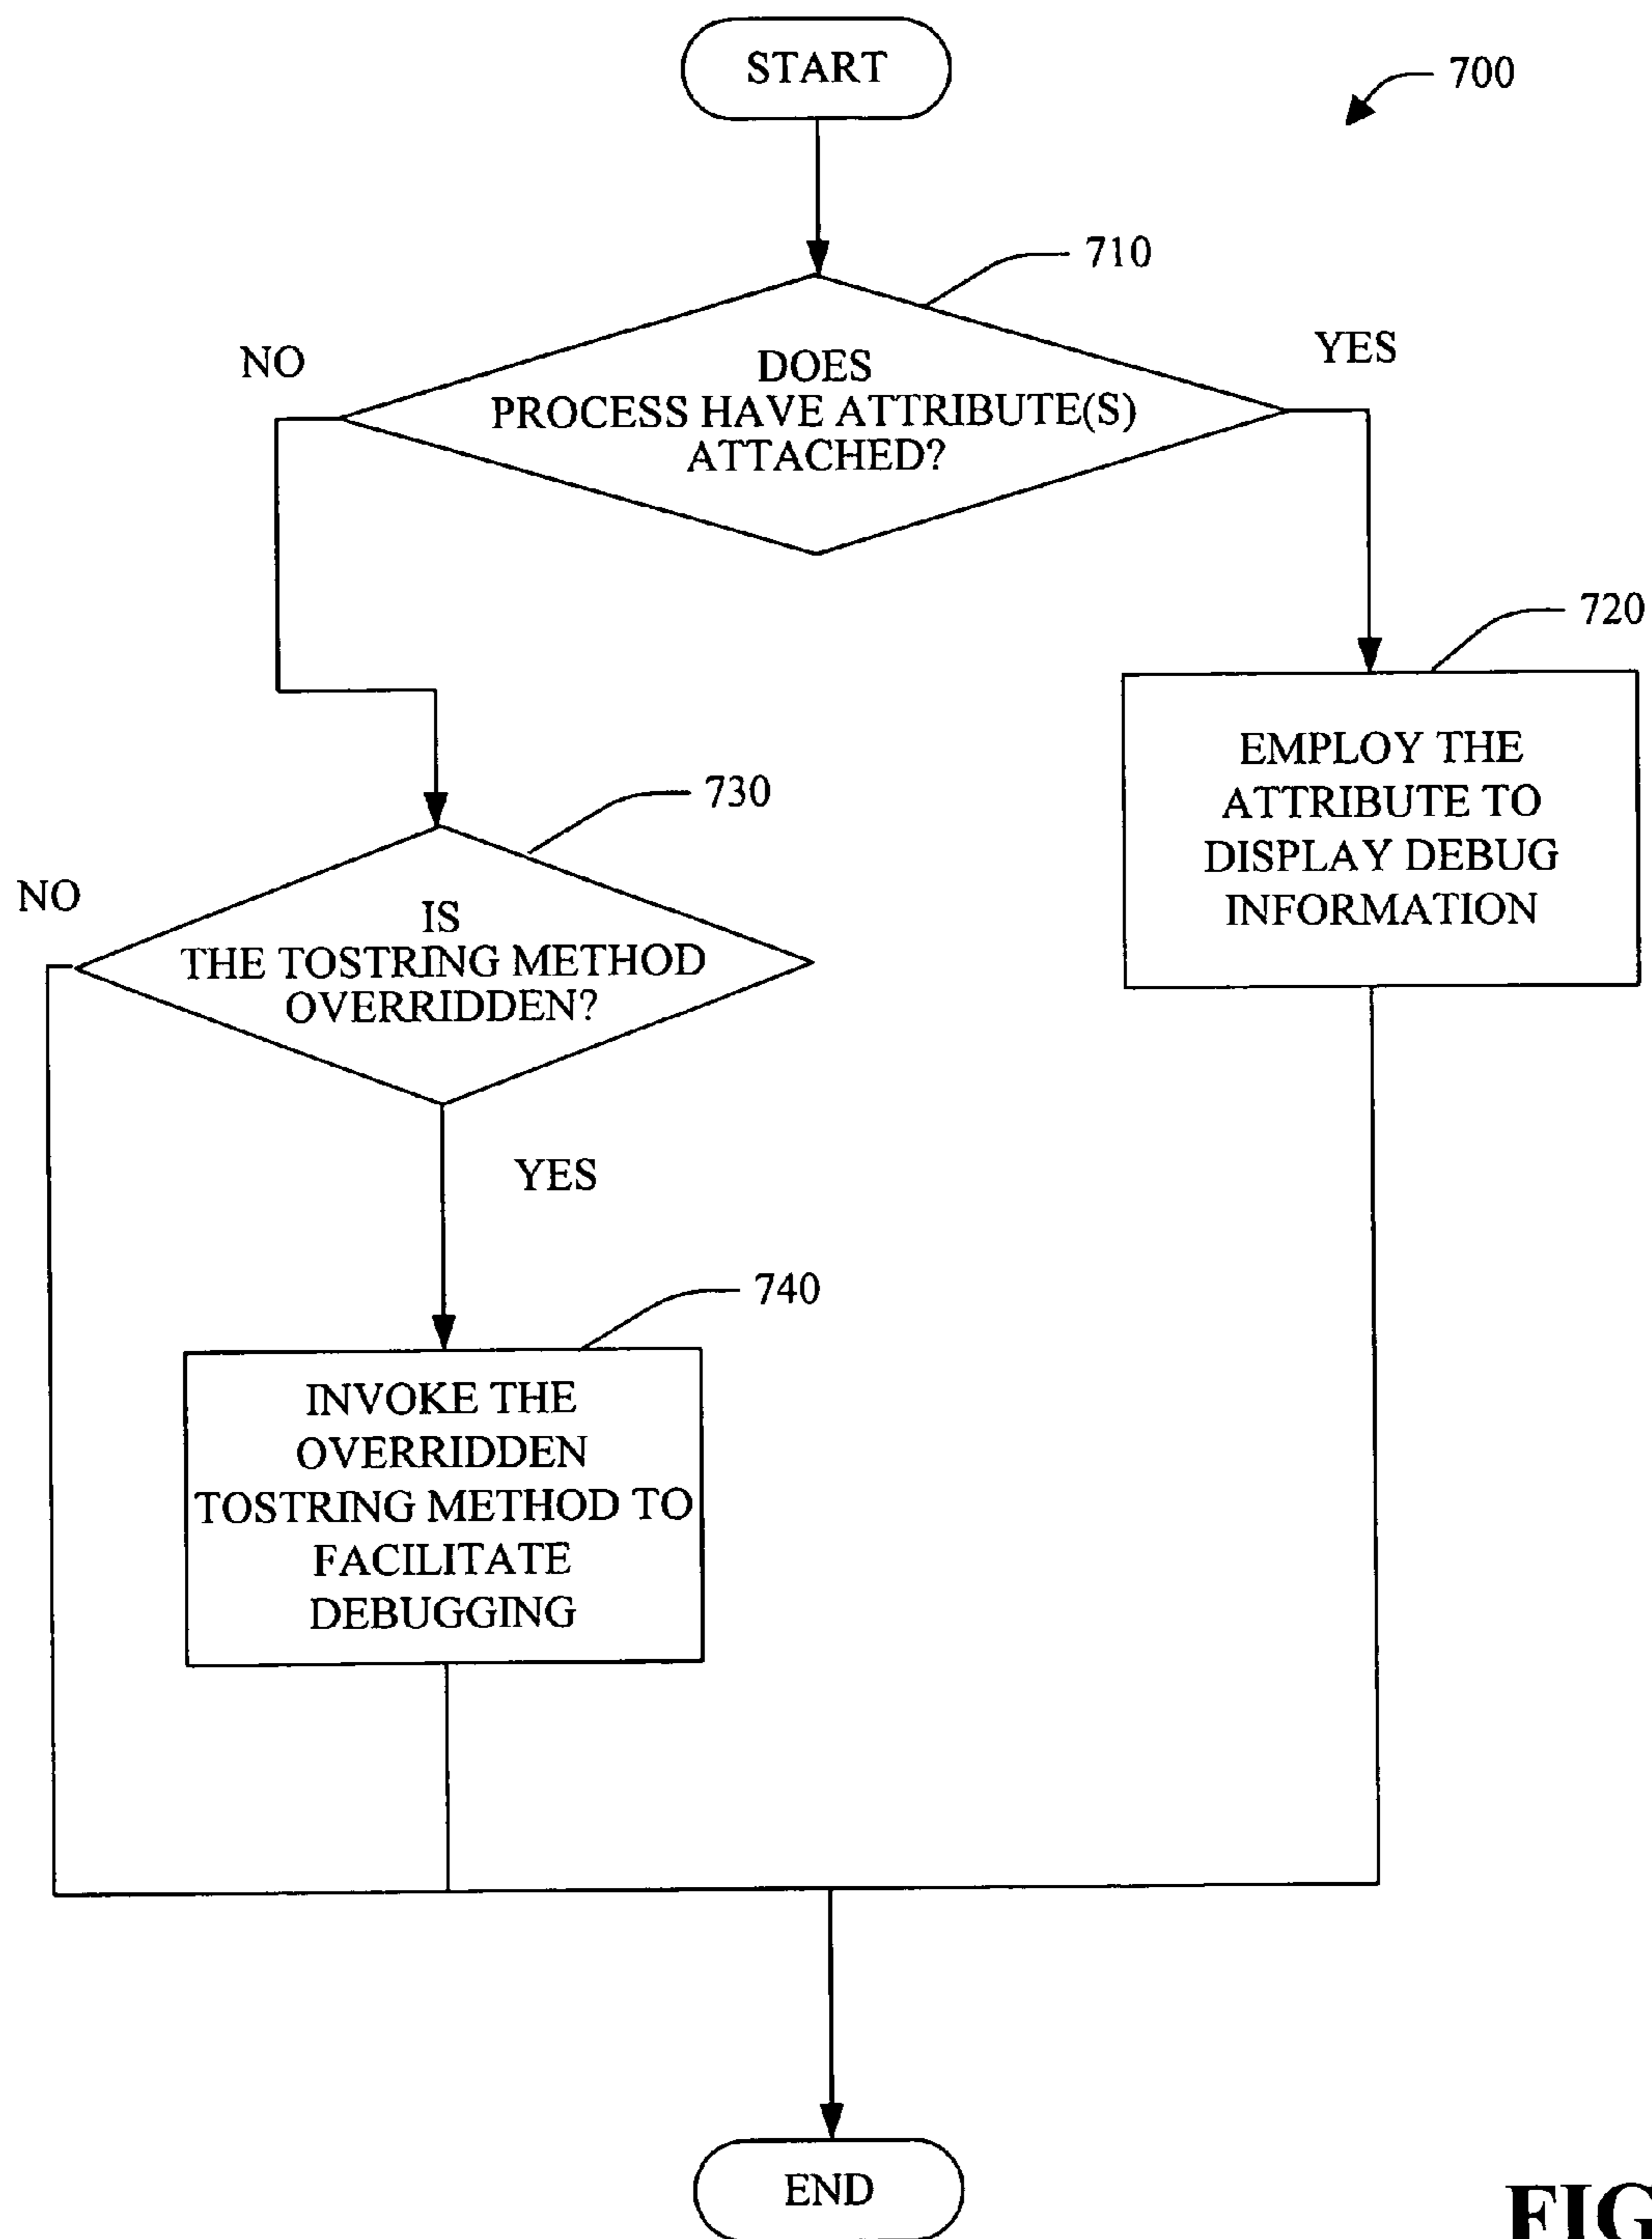 START
700
710
NO
YES
DOES
PROCESS HAVE ATTRIBUTE(S)
ATTACHED?
720
EMPLOY THE
ATTRIBUTE TO
DISPLAY DEBUG
INFORMATION
730
NO
IS
THE TOSTRING METHOD
OVERRIDDEN?
YES
740
INVOKE THE
OVERRIDDEN
TOSTRING METHOD TO
FACILITATE
DEBUGGING
END
FIG